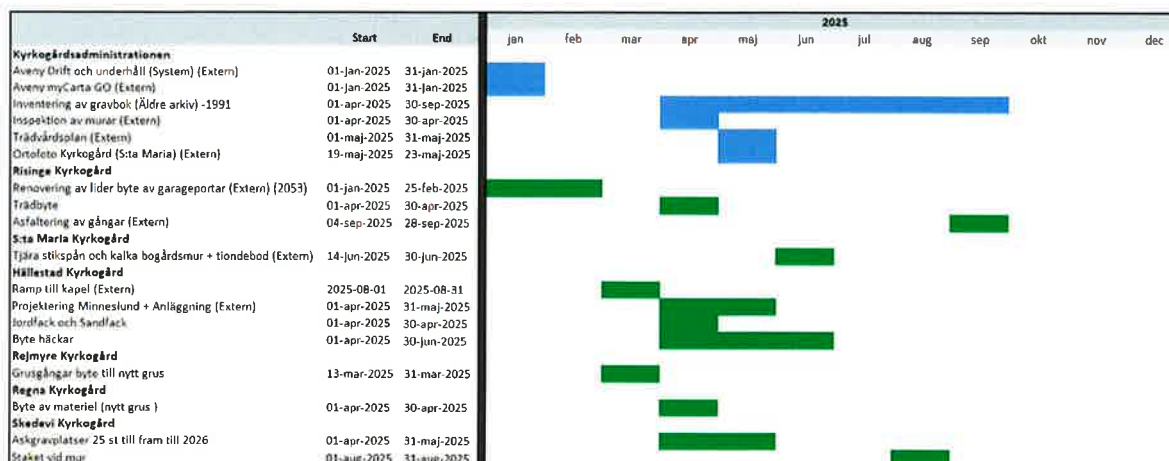 2025
Start End jan feb mar apr maj jun jul aug sep okt nov dec
Kyrkogårdsadministrationen
Aveny Drift och underhåll (System) (Extern) 01-jan-2025 31-jan-2025
Aveny myCarta GO (Extern) 01-jan-2025 31-jan-2025
Inventering av gravbok (Äldre arkiv) -1991 01-apr-2025 30-sep-2025
Inspektion av murar (Extern) 01-apr-2025 30-apr-2025
Trädvårdsplan (Extern) 01-maj-2025 31-maj-2025
Ortofoto Kyrkogård (S:ta Maria) (Extern) 19-maj-2025 23-maj-2025
Risinge Kyrkogård
Renovering av lider byte av garageportar (Extern) (2053) 01-jan-2025 25-feb-2025
Trädbyte 01-apr-2025 30-apr-2025
Asfaltering av gångar (Extern) 04-sep-2025 28-sep-2025
S:ta Maria Kyrkogård
Tjära stikspån och kalka bogårdsmur + tiondebod (Extern) 14-jun-2025 30-jun-2025
Hällestad Kyrkogård
Ramp till kapel (Extern) 2025-08-01 2025-08-31
Projektering Minneslund + Anläggning (Extern) 01-apr-2025 31-maj-2025
Jordfack och Sandfack 01-apr-2025 30-apr-2025
Byte häckar 01-apr-2025 30-jun-2025
Rejmyre Kyrkogård
Grusgångar byte till nytt grus 13-mar-2025 31-mar-2025
Regna Kyrkogård
Byte av materiel (nytt grus ) 01-apr-2025 30-apr-2025
Skedevi Kyrkogård
Askgravplatser 25 st till fram till 2026 01-apr-2025 31-maj-2025
Staket vid mur 01-aug-2025 31-aug-2025